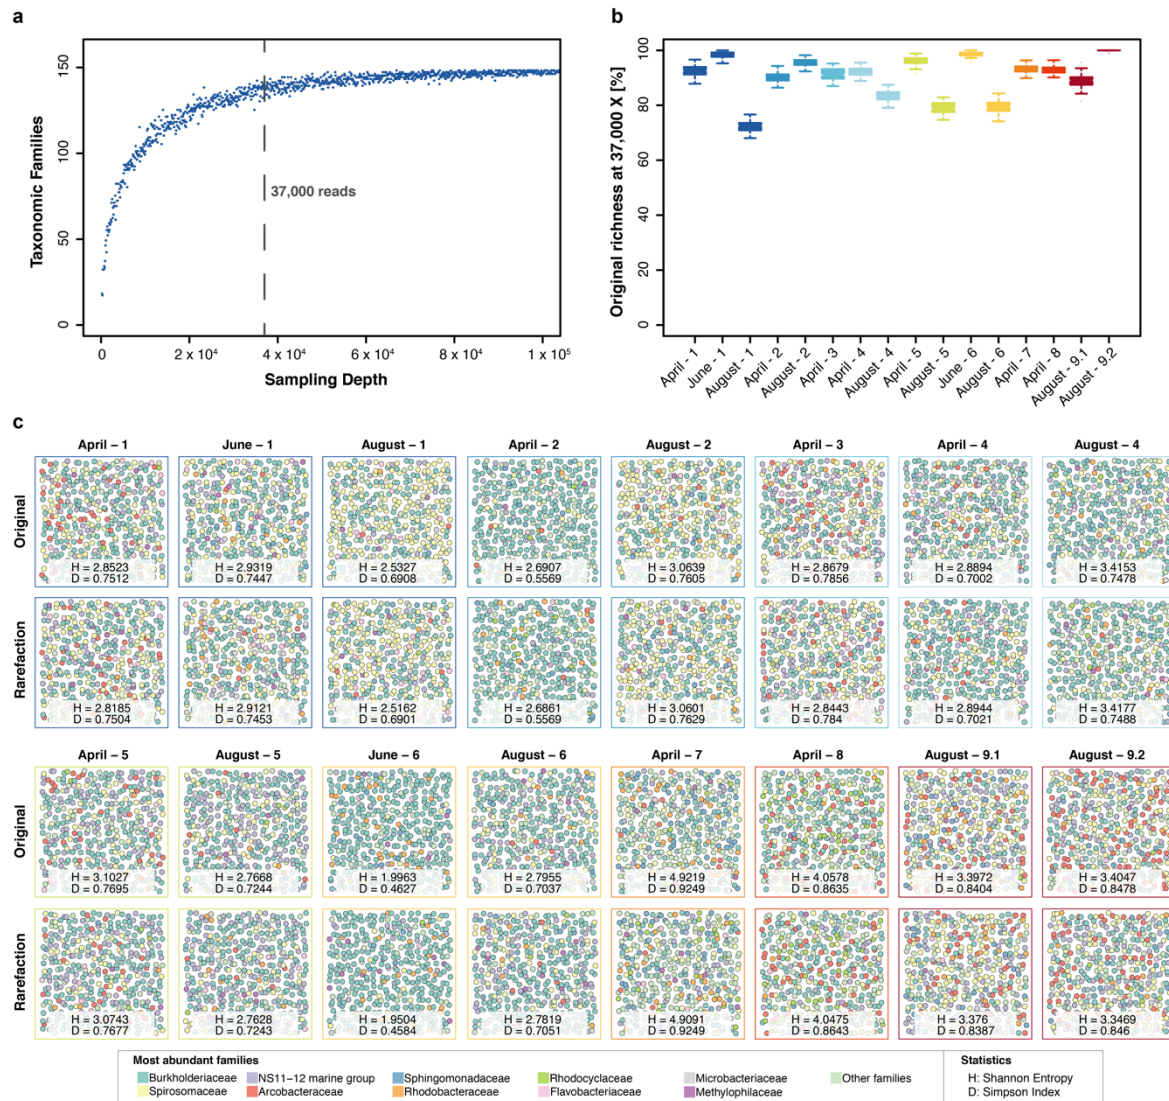 a
150
100
50
0
Taxonomic Families
37,000 reads
0
2 x 10⁴
4 x 10⁴
6 x 10⁴
8 x 10⁴
1 x 10⁵
Sampling Depth
b
100
80
60
40
20
0
Original richness at 37,000 X [%]
April - 1
June - 1
August - 1
April - 2
August - 2
April - 3
April - 4
August - 4
April - 5
August - 5
June - 6
August - 6
April - 7
April - 8
August - 9.1
August - 9.2
c
April – 1 June – 1 August – 1 April – 2 August – 2 April – 3 April – 4 August – 4
Original
H = 2.8523 H = 2.9319 H = 2.5327 H = 2.6907 H = 3.0639 H = 2.8679 H = 2.8894 H = 3.4153
D = 0.7512 D = 0.7447 D = 0.6908 D = 0.5569 D = 0.7605 D = 0.7856 D = 0.7002 D = 0.7478
Rarefaction
H = 2.8185 H = 2.9121 H = 2.5162 H = 2.6861 H = 3.0601 H = 2.8443 H = 2.8944 H = 3.4177
D = 0.7504 D = 0.7453 D = 0.6901 D = 0.5569 D = 0.7629 D = 0.784 D = 0.7021 D = 0.7488
April – 5 August – 5 June – 6 August – 6 April – 7 April – 8 August – 9.1 August – 9.2
Original
H = 3.1027 H = 2.7668 H = 1.9963 H = 2.7955 H = 4.9219 H = 4.0578 H = 3.3972 H = 3.4047
D = 0.7695 D = 0.7244 D = 0.4627 D = 0.7037 D = 0.9249 D = 0.8635 D = 0.8404 D = 0.8478
Rarefaction
H = 3.0743 H = 2.7628 H = 1.9504 H = 2.7819 H = 4.9091 H = 4.0475 H = 3.376 H = 3.3469
D = 0.7677 D = 0.7243 D = 0.4584 D = 0.7051 D = 0.9249 D = 0.8643 D = 0.8387 D = 0.846
Most abundant families
Burkholderiaceae NS11–12 marine group Sphingomonadaceae Rhodocyclaceae Microbacteriaceae Other families
Spirosomaceae Arcobacteraceae Rhodobacteraceae Flavobacteriaceae Methylophilaceae
Statistics
H: Shannon Entropy
D: Simpson Index